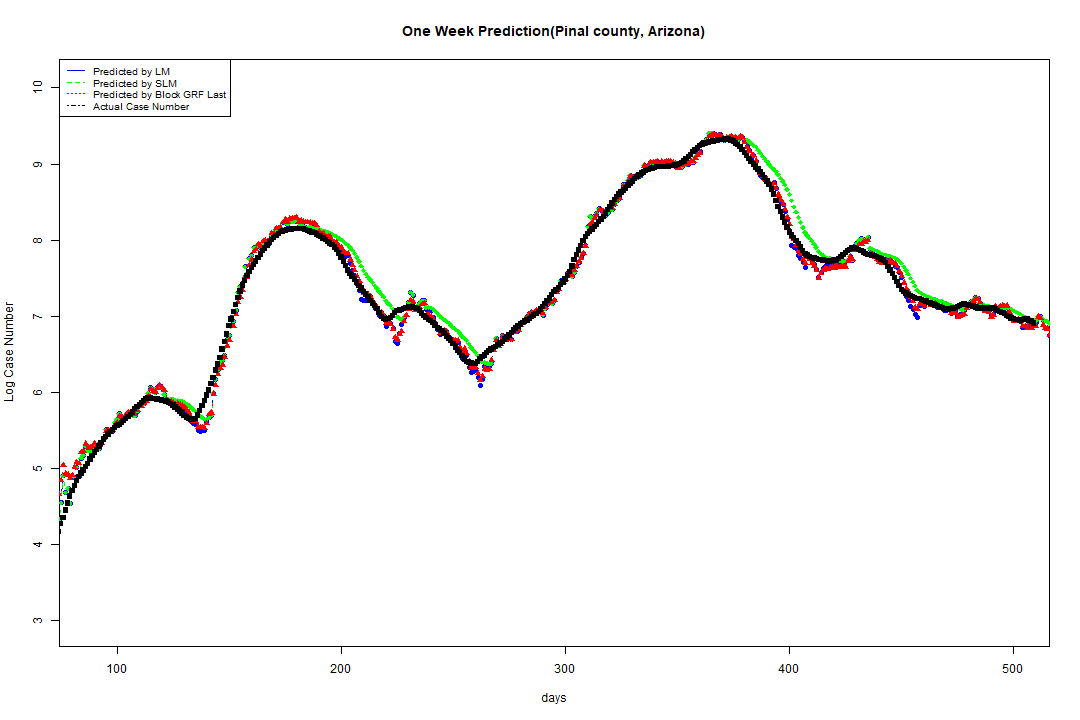 One Week Prediction(Pinal county, Arizona)
Predicted by LM
Predicted by SLM
Predicted by Block GRF Last
Actual Case Number
10
9
8
7
6
5
4
3
Log Case Number
100 200 300 400 500
days